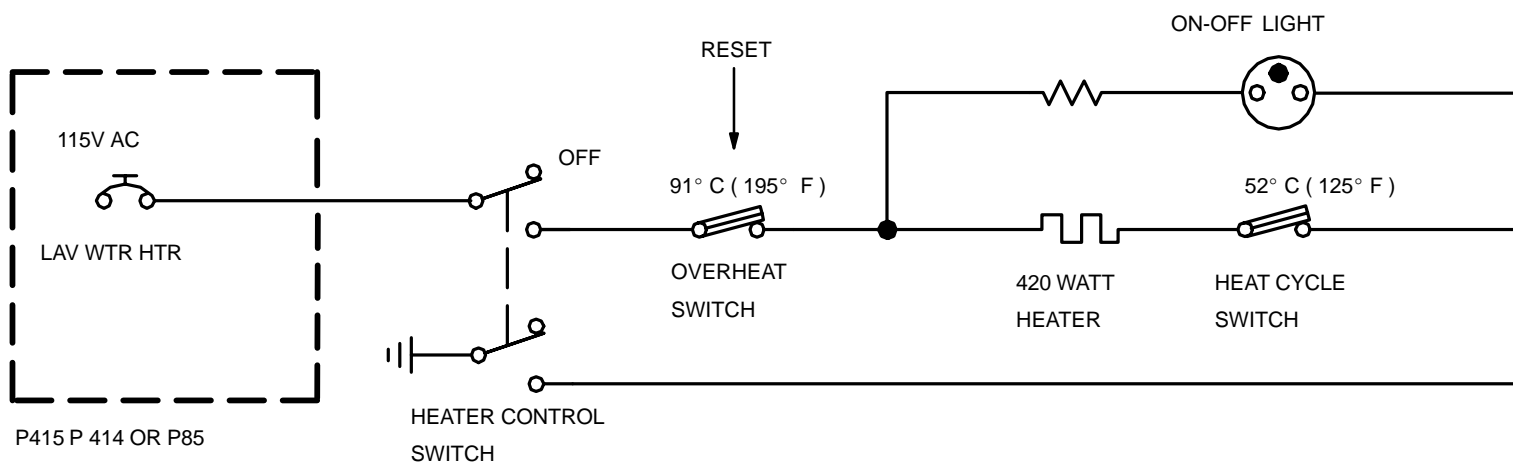 ON-OFF LIGHT
RESET
115V AC
OFF
91° C ( 195° F )
52° C ( 125° F )
LAV WTR HTR
OVERHEAT
SWITCH
420 WATT
HEATER
HEAT CYCLE
SWITCH
HEATER CONTROL
SWITCH
P415 P 414 OR P85